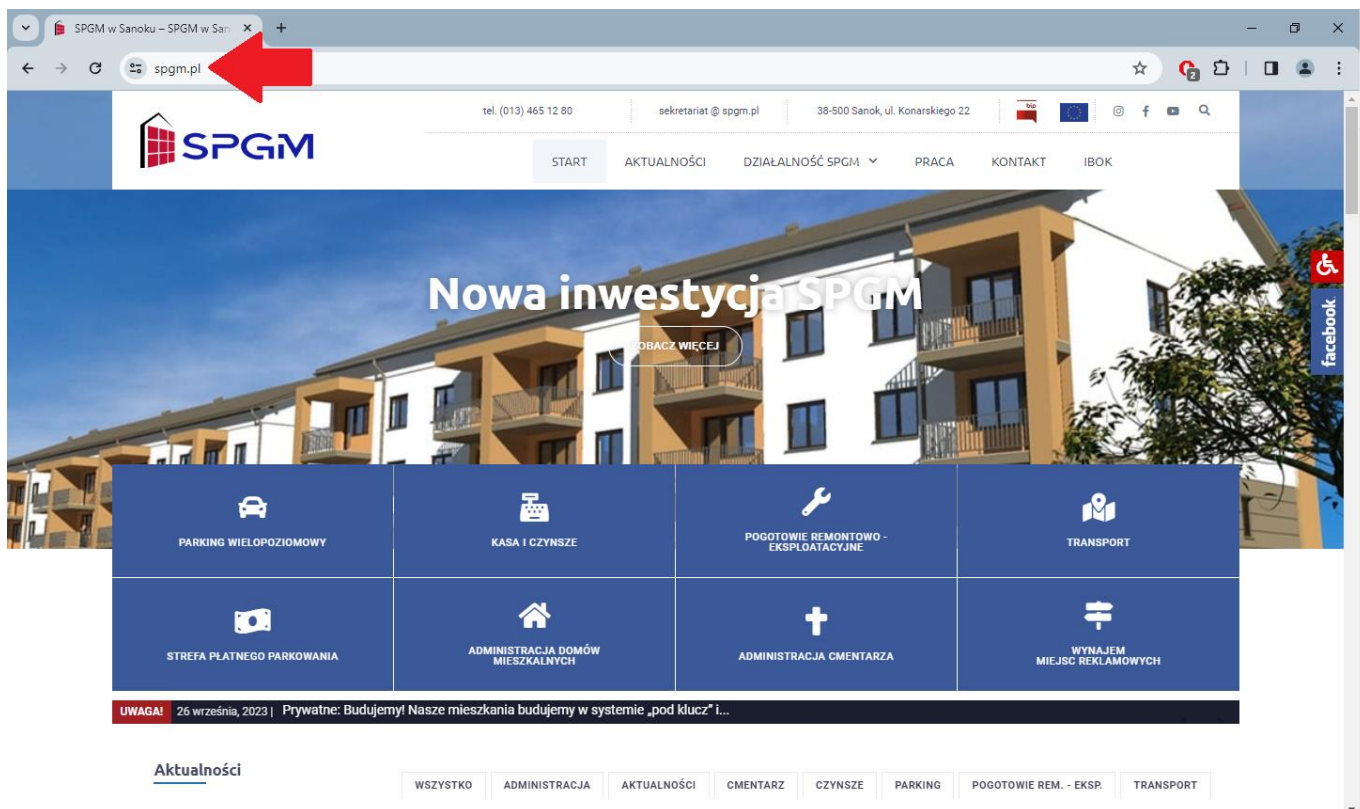 SPGM w Sanoku – SPGM w San
spgm.pl
2
tel. (013) 465 12 80
sekretariat @ spgm.pl
38-500 Sanok, ul. Konarskiego 22
bip
SPGM
START
AKTUALNOŚCI
DZIAŁALNOŚĆ SPGM
PRACA
KONTAKT
IBOK
Nowa inwestycja SPGM
ZOBACZ WIĘCEJ
facebook
PARKING WIELOPOZIOMOWY
KASA I CZYNSZE
POGOTOWIE REMONTOWO -
EKSPLOATACYJNE
TRANSPORT
STREFA PŁATNEGO PARKOWANIA
ADMINISTRACJA DOMÓW
MIESZKALNYCH
ADMINISTRACJA CMENTARZA
WYNAJEM
MIEJSC REKLAMOWYCH
UWAGA! 26 września, 2023 | Prywatne: Budujemy! Nasze mieszkania budujemy w systemie „pod klucz” i...
Aktualności
WSZYSTKO
ADMINISTRACJA
AKTUALNOŚCI
CMENTARZ
CZYNSZE
PARKING
POGOTOWIE REM. - EKSP.
TRANSPORT